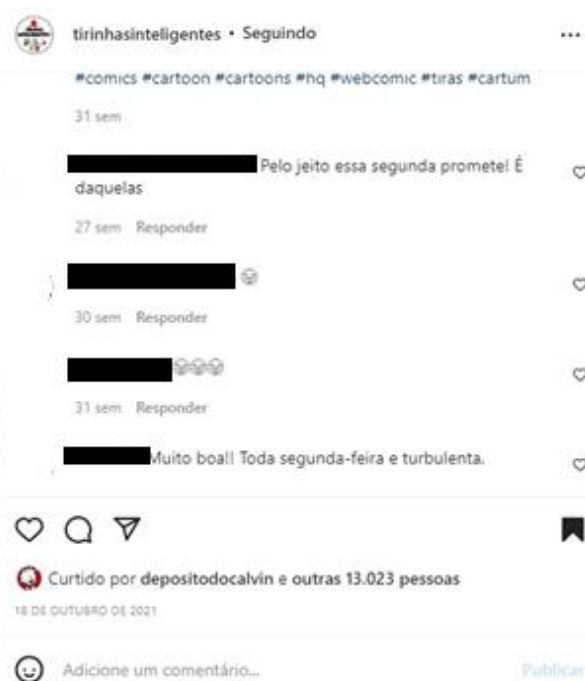 tirinhasinteligentes • Seguindo
#comics #cartoon #cartoons #hq #webcomic #tiras #cartum
31 sem
Pelo jeito essa segunda promete! É
daquelas
27 sem Responder
30 sem Responder
31 sem Responder
Muito boa!! Toda segunda-feira e turbulenta.
Curtido por depositodocalvin e outras 13.023 pessoas
18 DE OUTUBRO DE 2021
Adicione um comentário...
Publicar